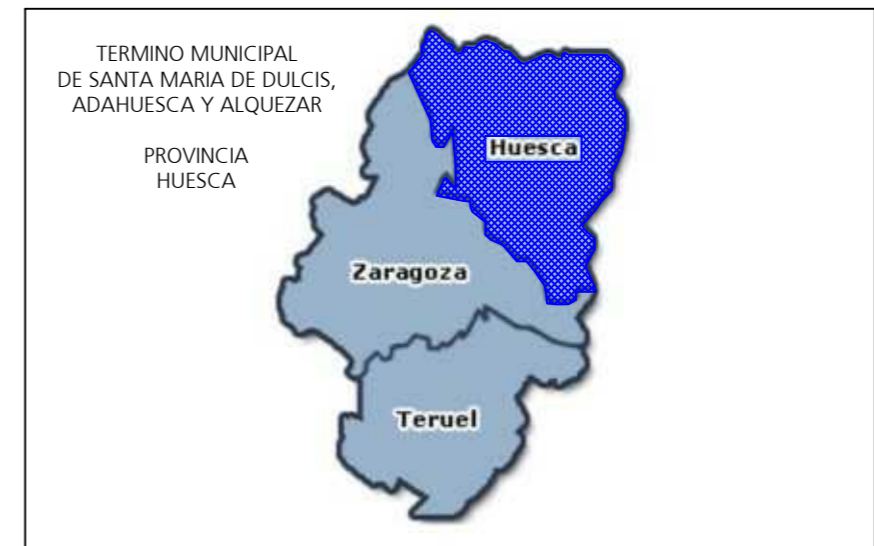 TERMINO MUNICIPAL
DE SANTA MARIA DE DULCIS,
ADAHUESCA Y ALQUEZAR
PROVINCIA
HUESCA
Huesca
Zaragoza
Teruel